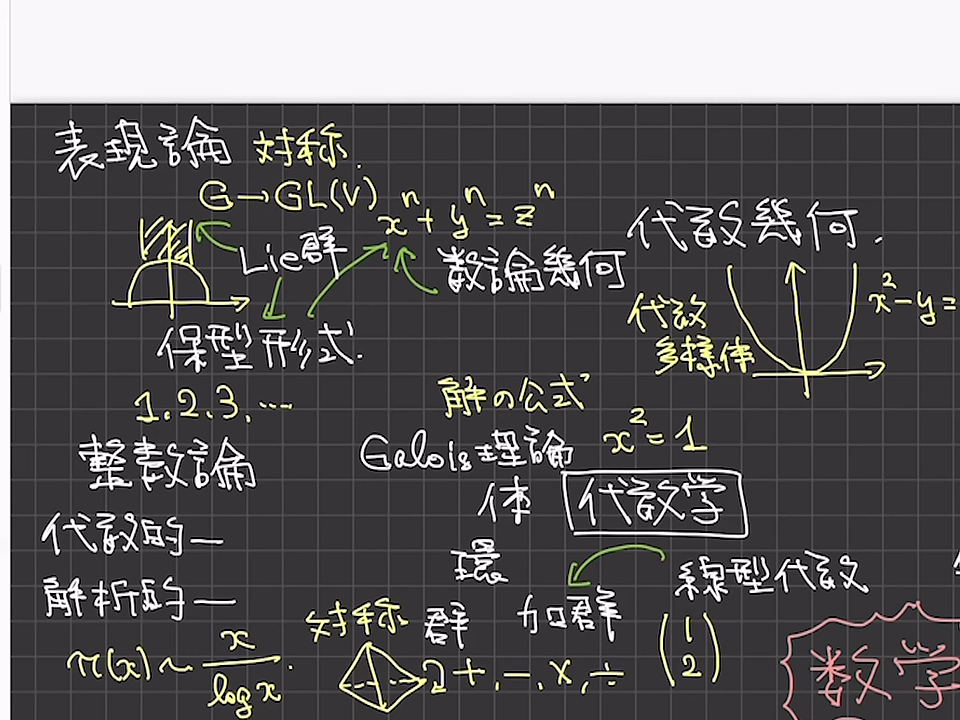 表現論 対称.
G→GL(V)
xⁿ+yⁿ=zⁿ
Lie群
数論幾何
代数幾何.
保型形式.
代数
多様体
x²-y=
1.2.3.…
解の公式
整数論
Galois理論
x²=1
体
代数学
代数的―
環
解析的―
線型代数
対称
群
加群
π(x)~x/log x.
+,-,×,÷
(1
2)
数学